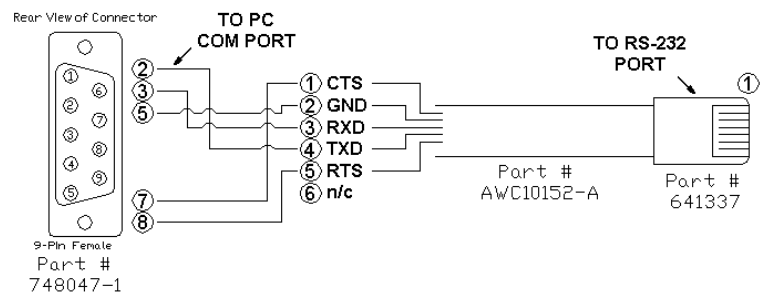 Rear View of Connector
TO PC
COM PORT
TO RS-232
PORT
1
6
2
7
3
8
4
9
5
2
3
5
7
8
1 CTS
2 GND
3 RXD
4 TXD
5 RTS
6 n/c
1
9-Pin Female
Part #
748047-1
Part #
AWC10152-A
Part #
641337